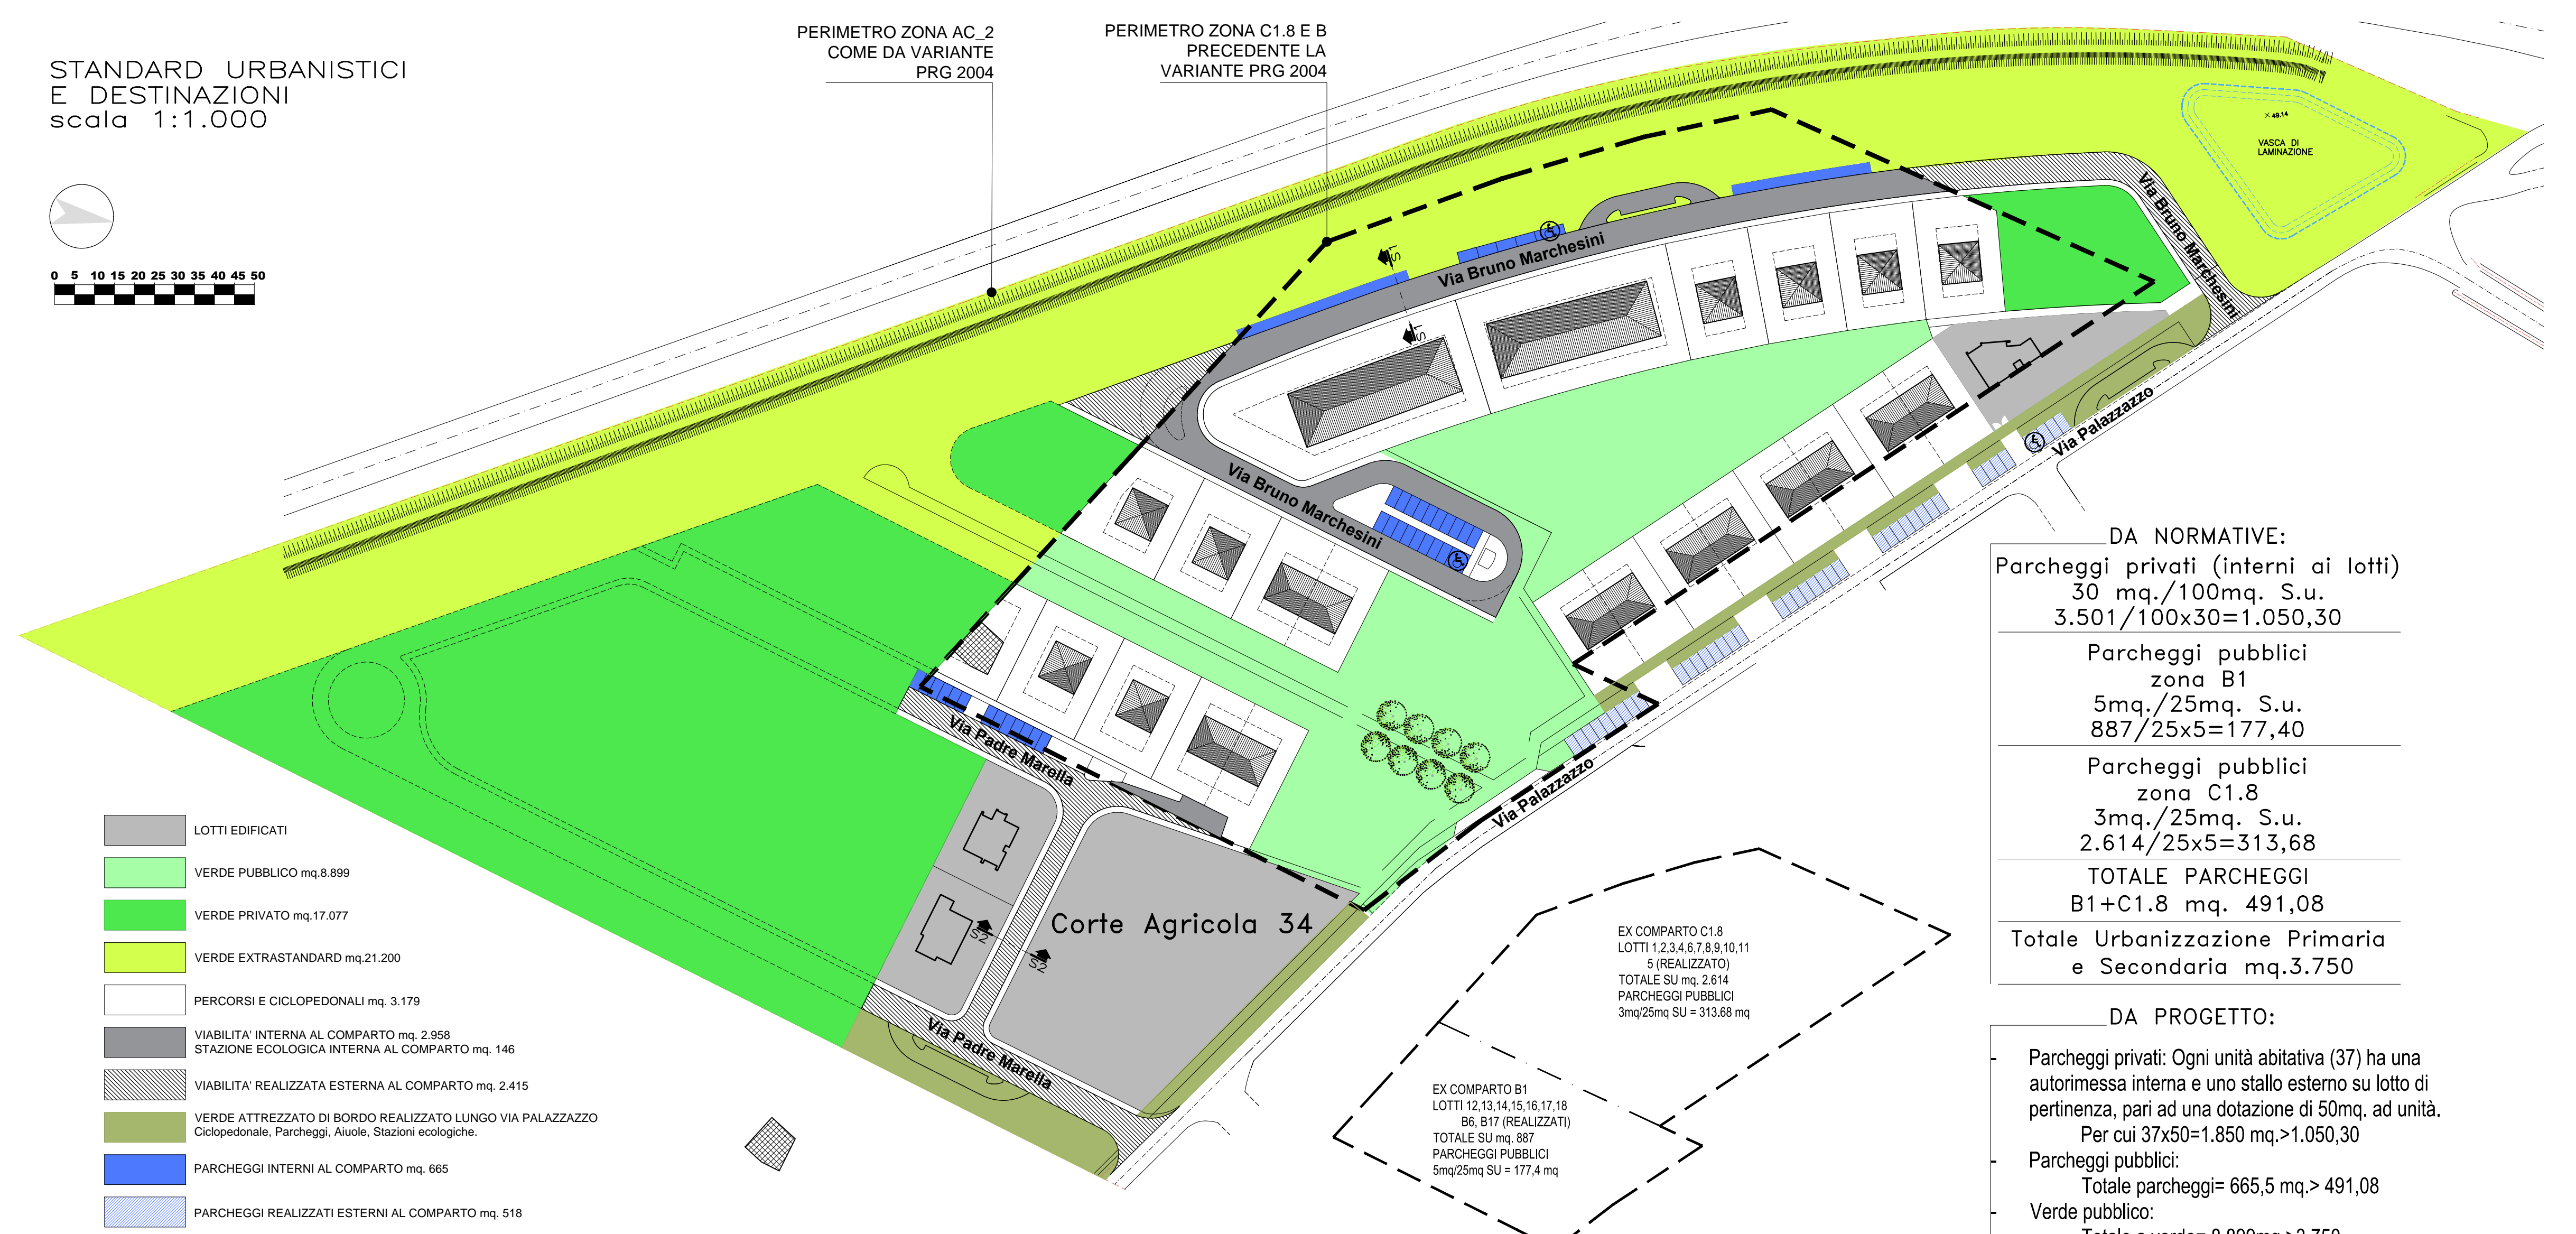 STANDARD URBANISTICI
E DESTINAZIONI
scala 1:1.000
0 5 10 15 20 25 30 35 40 45 50
PERIMETRO ZONA AC_2
COME DA VARIANTE
PRG 2004
PERIMETRO ZONA C1.8 E B
PRECEDENTE LA
VARIANTE PRG 2004
49.14
VASCA DI
LAMINAZIONE
Via Bruno Marchesini
Via Bruno Marchesini
LS
LS
Via Bruno Marchesini
Via Bruno Marchesini
Via Palazzazzo
Via Padre Marella
Via Palazzazzo
Corte Agricola 34
S2
S2
Via Padre Marella
LOTTI EDIFICATI
VERDE PUBBLICO mq.8.899
VERDE PRIVATO mq.17.077
VERDE EXTRASTANDARD mq.21.200
PERCORSI E CICLOPEDONALI mq. 3.179
VIABILITA' INTERNA AL COMPARTO mq. 2.958
STAZIONE ECOLOGICA INTERNA AL COMPARTO mq. 146
VIABILITA' REALIZZATA ESTERNA AL COMPARTO mq. 2.415
VERDE ATTREZZATO DI BORDO REALIZZATO LUNGO VIA PALAZZAZZO
Ciclopedonale, Parcheggi, Aiuole, Stazioni ecologiche.
PARCHEGGI INTERNI AL COMPARTO mq. 665
PARCHEGGI REALIZZATI ESTERNI AL COMPARTO mq. 518
EX COMPARTO C1.8
LOTTI 1,2,3,4,6,7,8,9,10,11
5 (REALIZZATO)
TOTALE SU mq. 2.614
PARCHEGGI PUBBLICI
3mq/25mq SU = 313.68 mq
EX COMPARTO B1
LOTTI 12,13,14,15,16,17,18
B6, B17 (REALIZZATI)
TOTALE SU mq. 887
PARCHEGGI PUBBLICI
5mq/25mq SU = 177,4 mq
DA NORMATIVE:
Parcheggi privati (interni ai lotti)
30 mq./100mq. S.u.
3.501/100x30=1.050,30
Parcheggi pubblici
zona B1
5mq./25mq. S.u.
887/25x5=177,40
Parcheggi pubblici
zona C1.8
3mq./25mq. S.u.
2.614/25x5=313,68
TOTALE PARCHEGGI
B1+C1.8 mq. 491,08
Totale Urbanizzazione Primaria
e Secondaria mq.3.750
DA PROGETTO:
- Parcheggi privati: Ogni unità abitativa (37) ha una
autorimessa interna e uno stallo esterno su lotto di
pertinenza, pari ad una dotazione di 50mq. ad unità.
Per cui 37x50=1.850 mq.>1.050,30
- Parcheggi pubblici:
Totale parcheggi= 665,5 mq.> 491,08
- Verde pubblico: